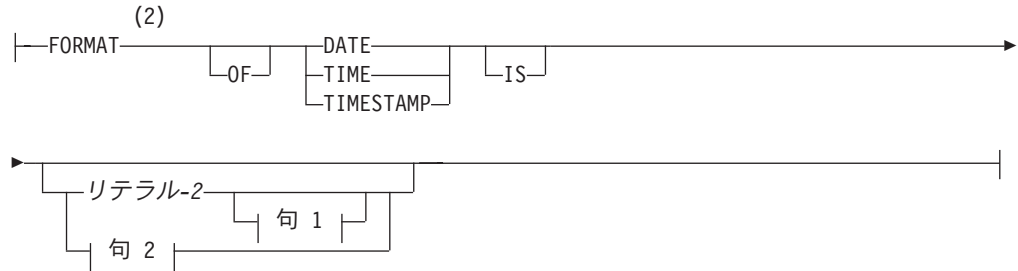 (2)
FORMAT OF DATE IS
TIME
TIMESTAMP
リテラル-2
句 1
句 2